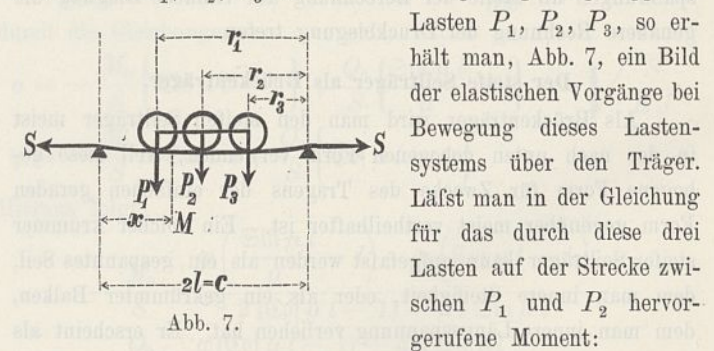 r₁
r₂
r₃
S
S
P₁
P₂
P₃
x
M
2l=C
Abb. 7.
Lasten P₁, P₂, P₃, so er-
hält man, Abb. 7, ein Bild
der elastischen Vorgänge bei
Bewegung dieses Lasten-
systems über den Träger.
Läſst man in der Gleichung
für das durch diese drei
Lasten auf der Strecke zwi-
schen P₁ und P₂ hervor-
gerufene Moment: